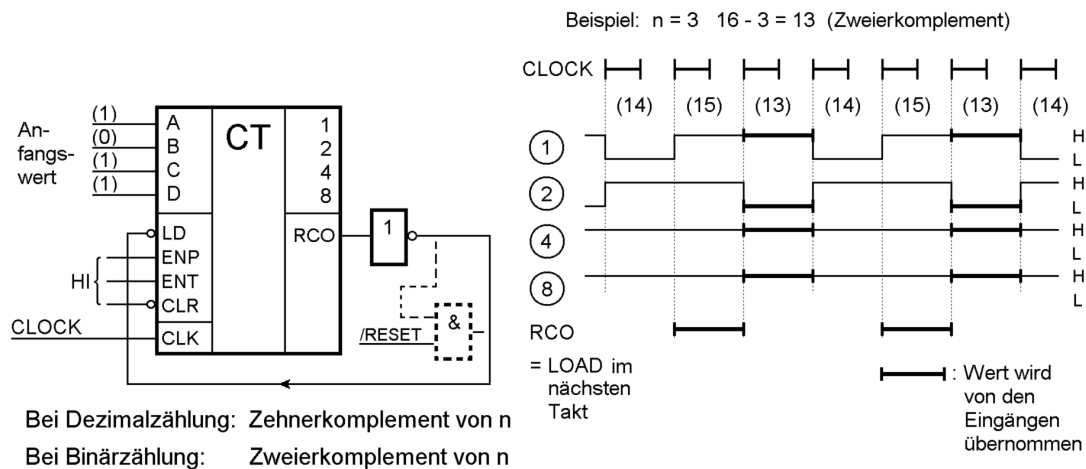 Beispiel: n = 3 16 - 3 = 13 (Zweierkomplement)
CLOCK
(14) (15) (13) (14) (15) (13) (14)
An-
fangs-
wert
(1)
(0)
(1)
(1)
A
B
C
D
CT
1
2
4
8
LD
ENP
ENT
CLR
CLK
HI
CLOCK
RCO
1
&
/RESET
1
H
L
2
H
L
4
H
L
8
H
L
RCO
= LOAD im
nächsten
Takt
: Wert wird
von den
Eingängen
übernommen
Bei Dezimalzählung: Zehnerkomplement von n
Bei Binärzählung: Zweierkomplement von n